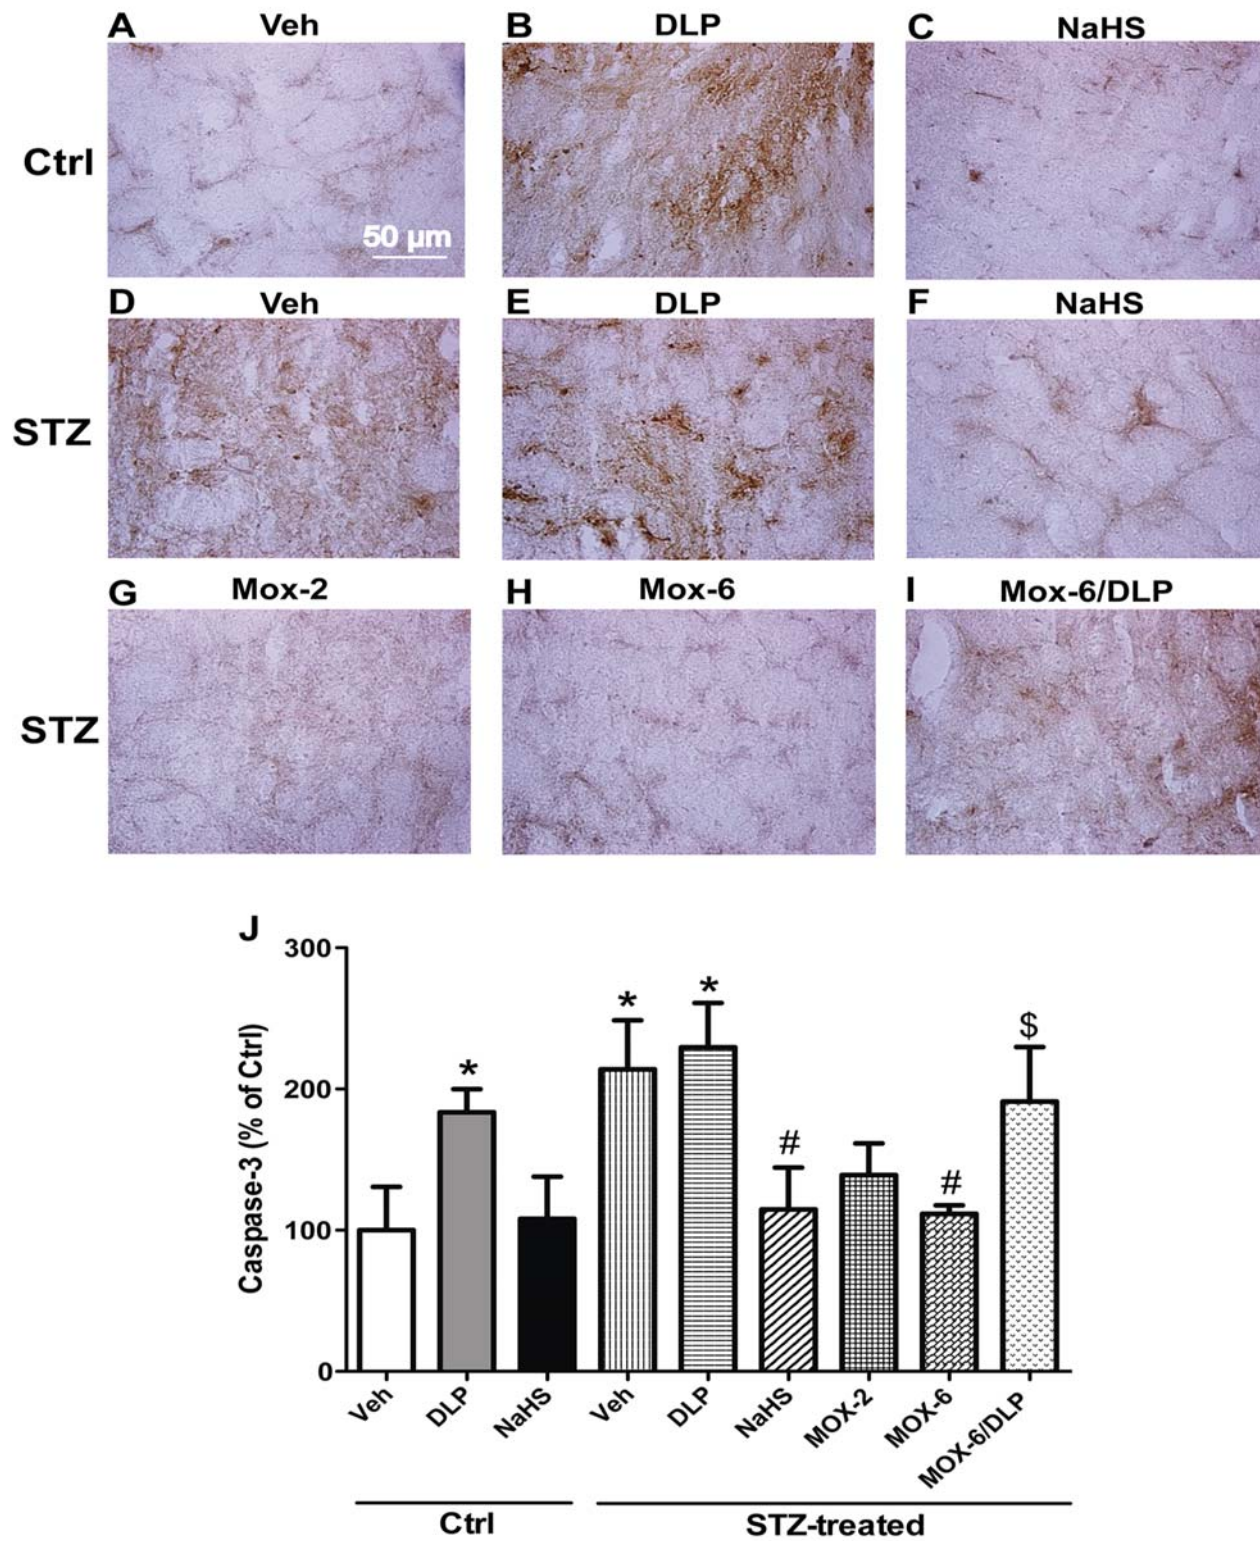 A Veh B DLP C NaHS
Ctrl
50 µm
D Veh E DLP F NaHS
STZ
G Mox-2 H Mox-6 I Mox-6/DLP
STZ
J
Caspase-3 (% of Ctrl)
300
200
100
0
* * * # # $
Veh DLP NaHS Veh DLP NaHS MOX-2 MOX-6 MOX-6/DLP
Ctrl STZ-treated